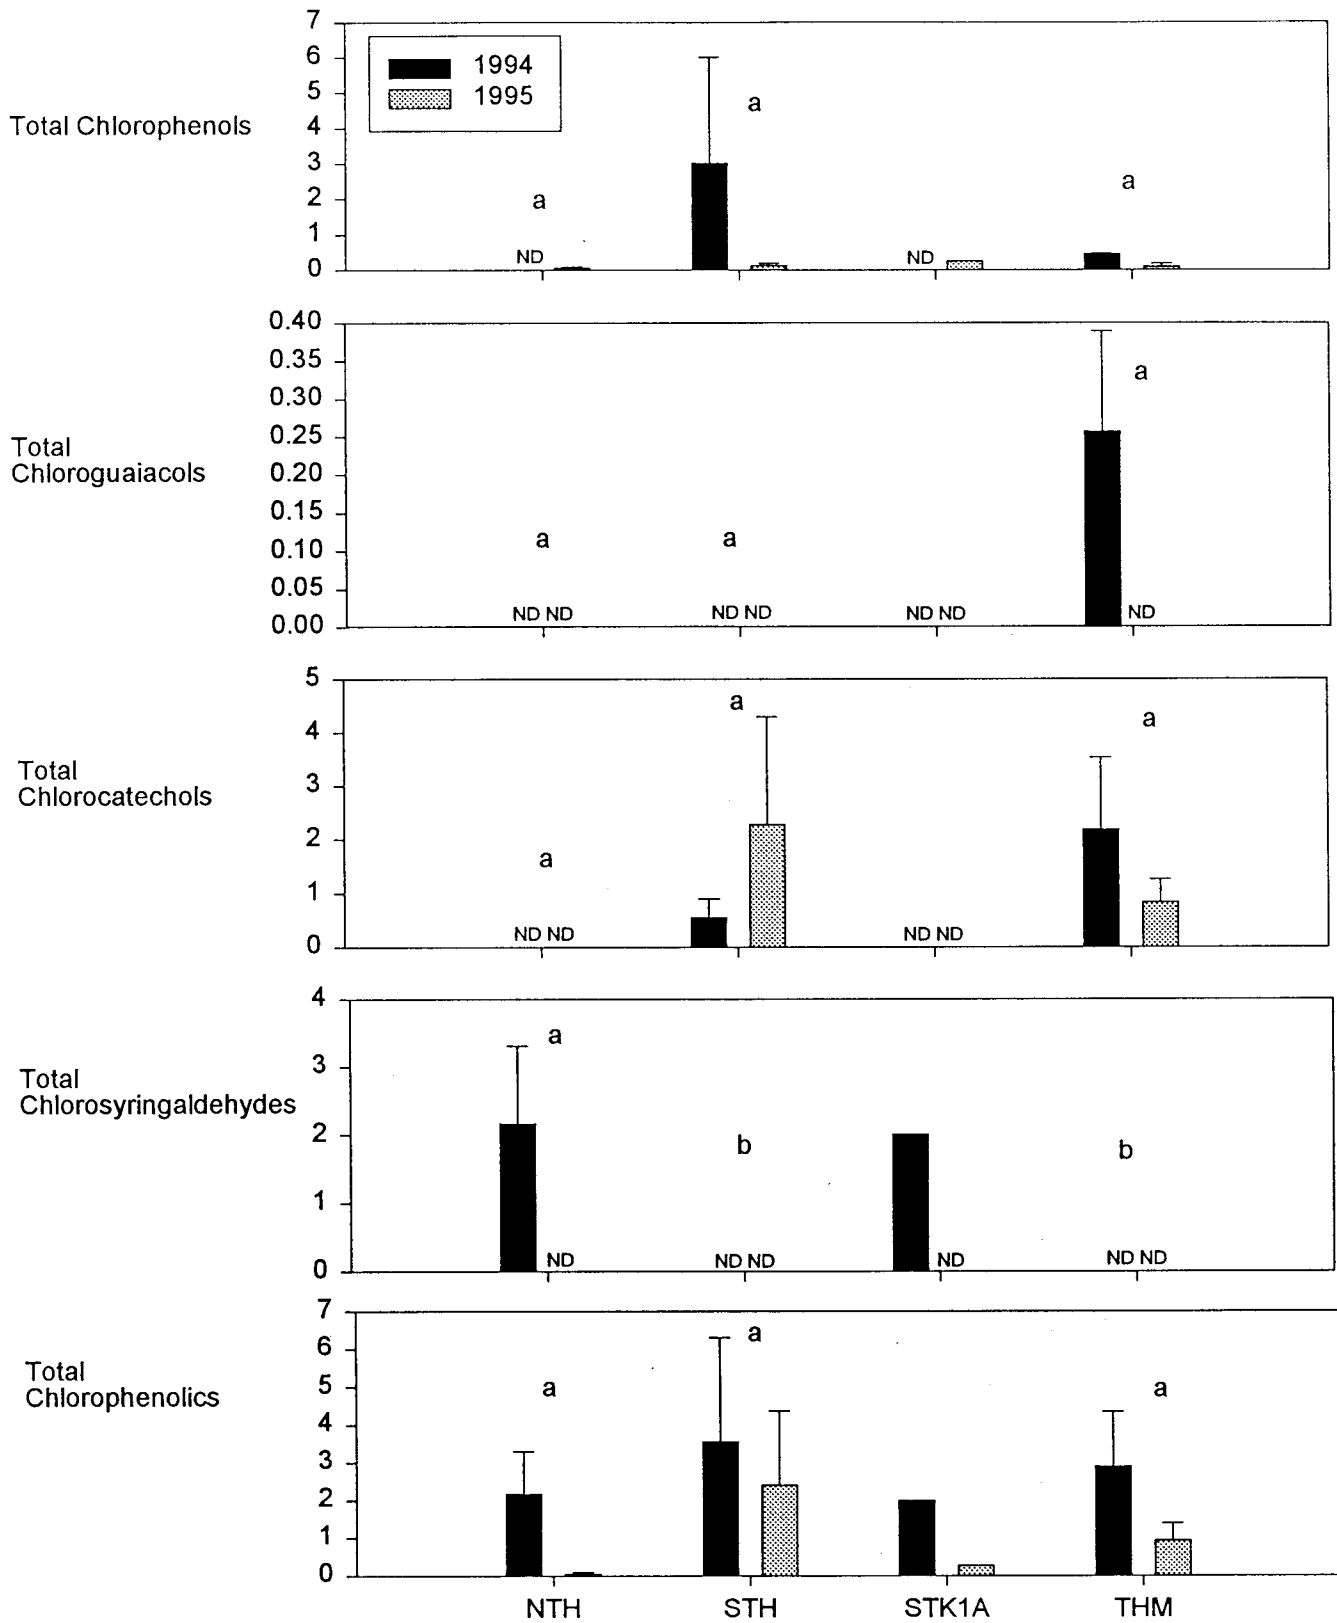 7
6
5
4
3
2
1
0
1994
1995
Total Chlorophenols
a
a
a
ND
ND
0.40
0.35
0.30
0.25
0.20
0.15
0.10
0.05
0.00
Total
Chloroguaiacols
a
a
a
ND ND
ND ND
ND ND
ND
5
4
3
2
1
0
Total
Chlorocatechols
a
a
a
ND ND
ND ND
4
3
2
1
0
Total
Chlorosyringaldehydes
a
b
b
ND
ND ND
ND
ND ND
7
6
5
4
3
2
1
0
Total
Chlorophenolics
a
a
a
NTH
STH
STK1A
THM